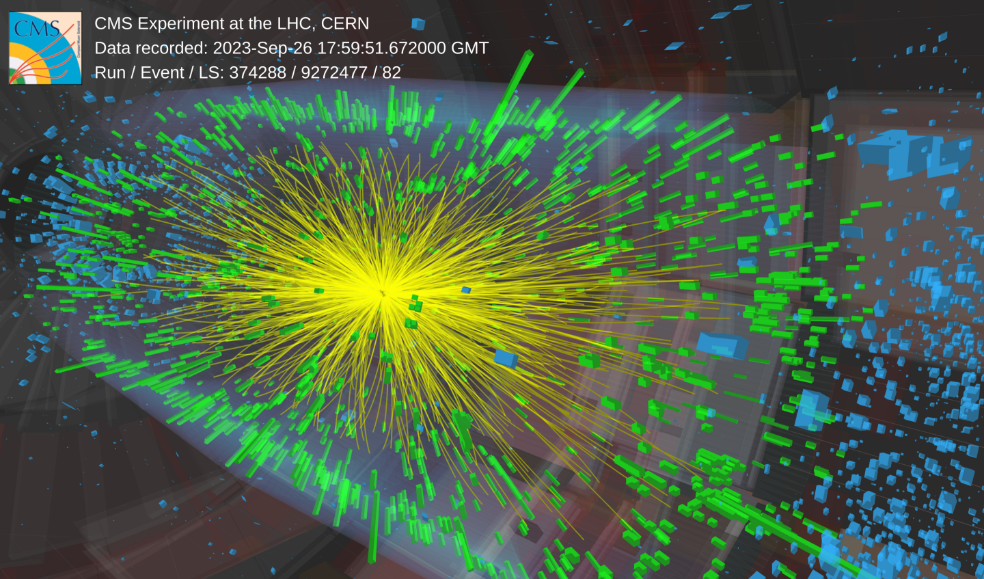 CMS
CMS Experiment at the LHC, CERN
Data recorded: 2023-Sep-26 17:59:51.672000 GMT
Run / Event / LS: 374288 / 9272477 / 82